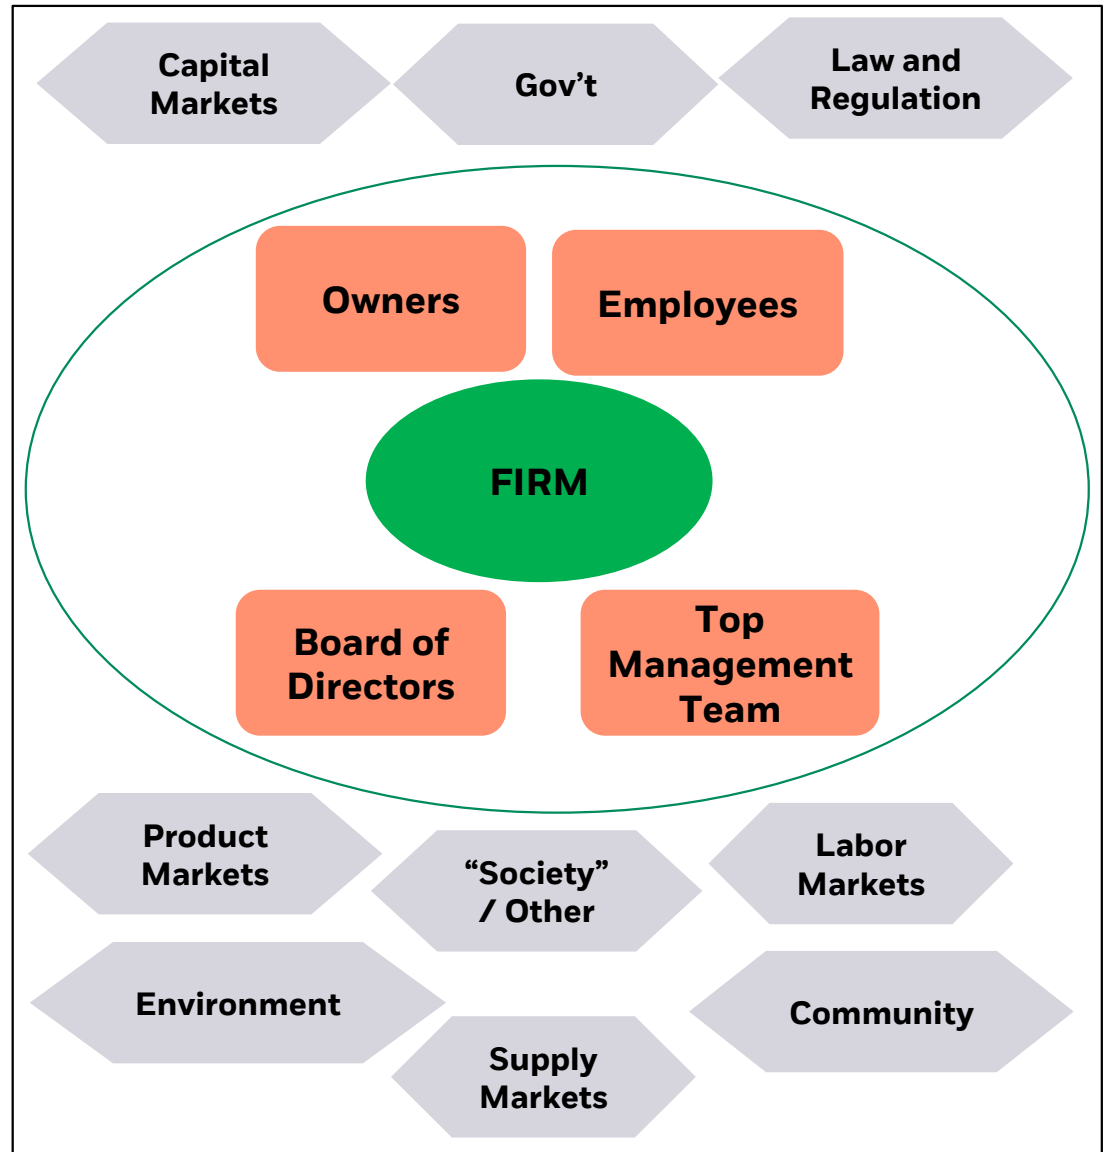 Capital
Markets
Gov’t
Law and
Regulation
Owners
Employees
FIRM
Board of
Directors
Top
Management
Team
Product
Markets
“Society”
/ Other
Labor
Markets
Environment
Community
Supply
Markets